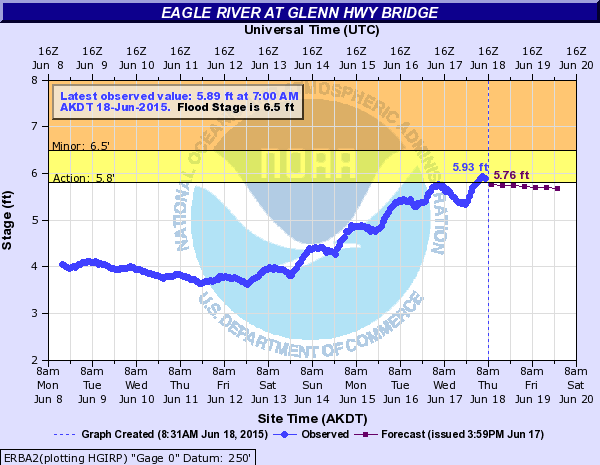 EAGLE RIVER AT GLENN HWY BRIDGE
Universal Time (UTC)
16Z 16Z 16Z 16Z 16Z 16Z 16Z 16Z 16Z 16Z 16Z 16Z 16Z
Jun 8 Jun 9 Jun 10 Jun 11 Jun 12 Jun 13 Jun 14 Jun 15 Jun 16 Jun 17 Jun 18 Jun 19 Jun 20
Latest observed value: 5.89 ft at 7:00 AM
AKDT 18-Jun-2015. Flood Stage is 6.5 ft
Minor: 6.5'
Action: 5.8'
5.93 ft
5.76 ft
NATIONAL OCEANIC AND ATMOSPHERIC ADMINISTRATION
NOAA
U.S. DEPARTMENT OF COMMERCE
Stage (ft)
8
7
6
5
4
3
2
8am 8am 8am 8am 8am 8am 8am 8am 8am 8am 8am 8am 8am
Mon Tue Wed Thu Fri Sat Sun Mon Tue Wed Thu Fri Sat
Jun 8 Jun 9 Jun 10 Jun 11 Jun 12 Jun 13 Jun 14 Jun 15 Jun 16 Jun 17 Jun 18 Jun 19 Jun 20
Site Time (AKDT)
Graph Created (8:31AM Jun 18, 2015) Observed Forecast (issued 3:59PM Jun 17)
ERBA2(plotting HGIRP) "Gage 0" Datum: 250'